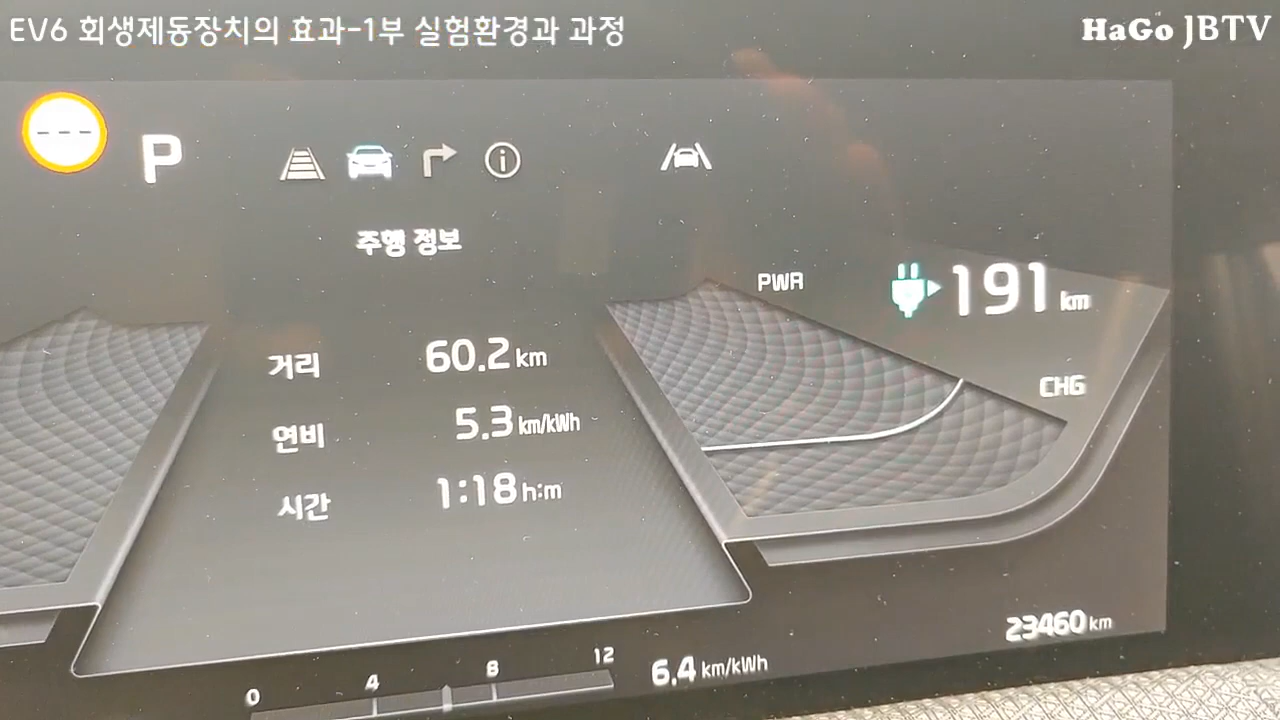 EV6 회생제동장치의 효과-1부 실험환경과 과정
HaGo JBTV
P
주행 정보
PWR
191 km
거리 60.2 km
CHG
연비 5.3 km/kWh
시간 1:18 h:m
23460 km
0 4 8 12
6.4 km/kWh